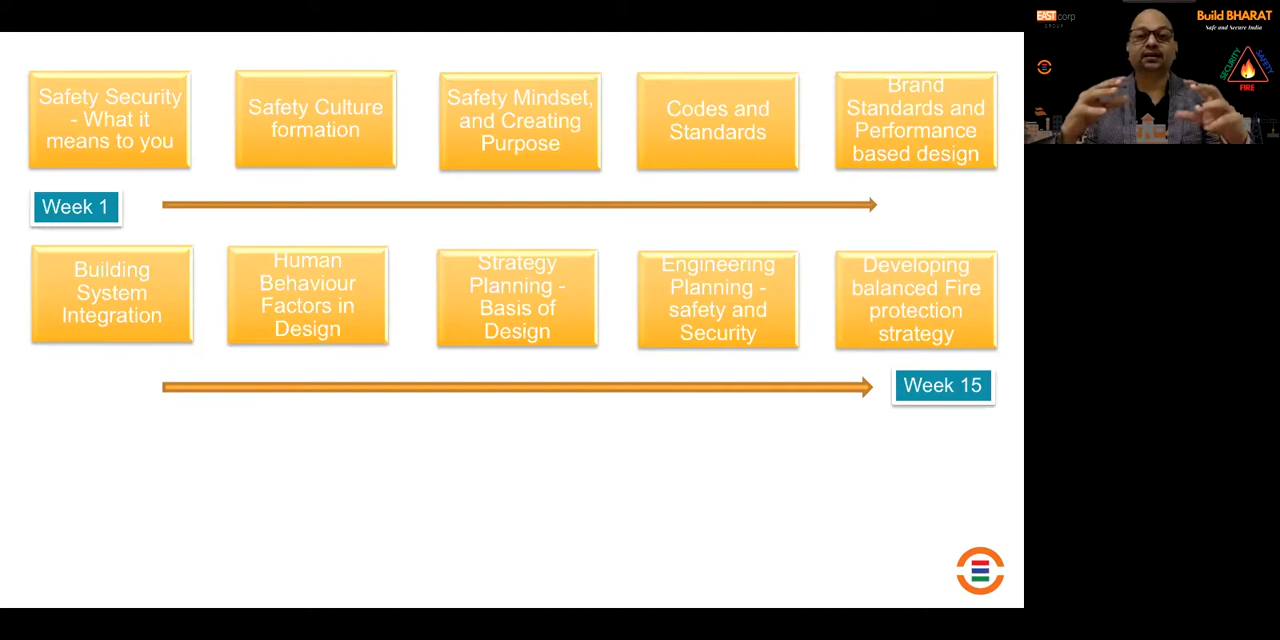 EAST corp
GROUP
Build BHARAT
Safe and Secure India
SECURITY
SAFETY
FIRE
Safety Security
- What it
means to you
Safety Culture
formation
Safety Mindset,
and Creating
Purpose
Codes and
Standards
Brand
Standards and
Performance
based design
Week 1
Building
System
Integration
Human
Behaviour
Factors in
Design
Strategy
Planning -
Basis of
Design
Engineering
Planning -
safety and
Security
Developing
balanced Fire
protection
strategy
Week 15